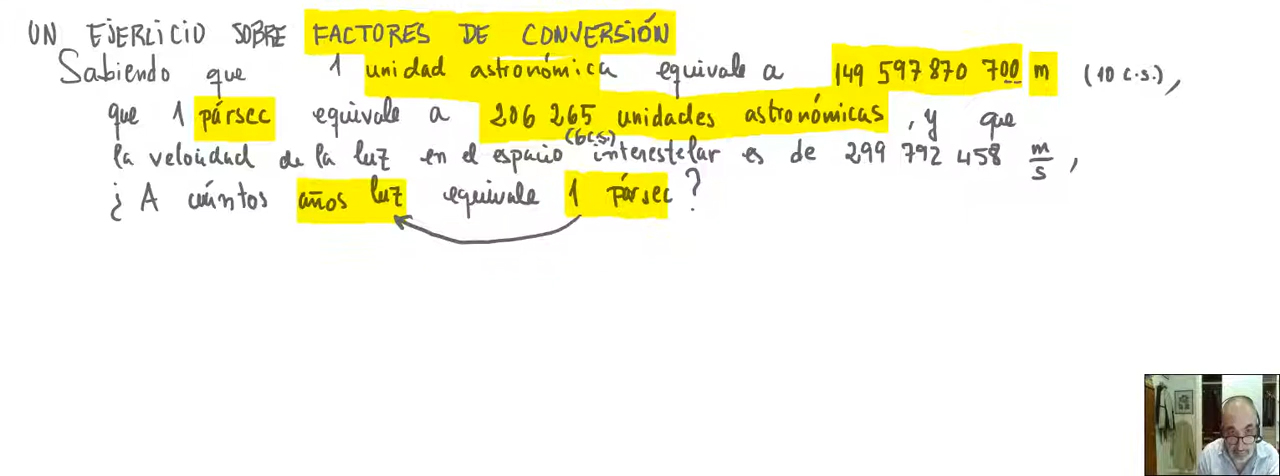 UN EJERCICIO SOBRE FACTORES DE CONVERSIÓN
Sabiendo que 1 unidad astronómica equivale a 149 597 870 700 m (10 c.s.),
que 1 pársec equivale a 206 265 unidades astronómicas, y que
(6 c.s.)
la velocidad de la luz en el espacio interestelar es de 299 792 458 m/s,
¿A cuántos años luz equivale 1 pársec?